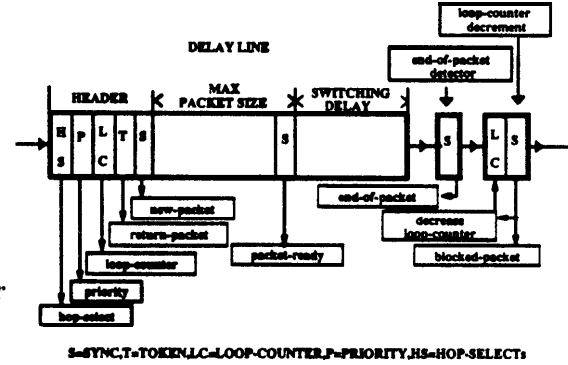 loop-counter
decrement
DELAY LINE
end-of-packet
detector
HEADER
MAX
PACKET SIZE
SWITCHING
DELAY
H
S
P
L
C
T
S
S
S
L
C
S
new-packet
return-packet
loop-counter
priority
hop-select
packet-ready
end-of-packet
decrease
loop-counter
blocked-packet
S=SYNC,T=TOKEN,LC=LOOP-COUNTER,P=PRIORITY,HS=HOP-SELECTs